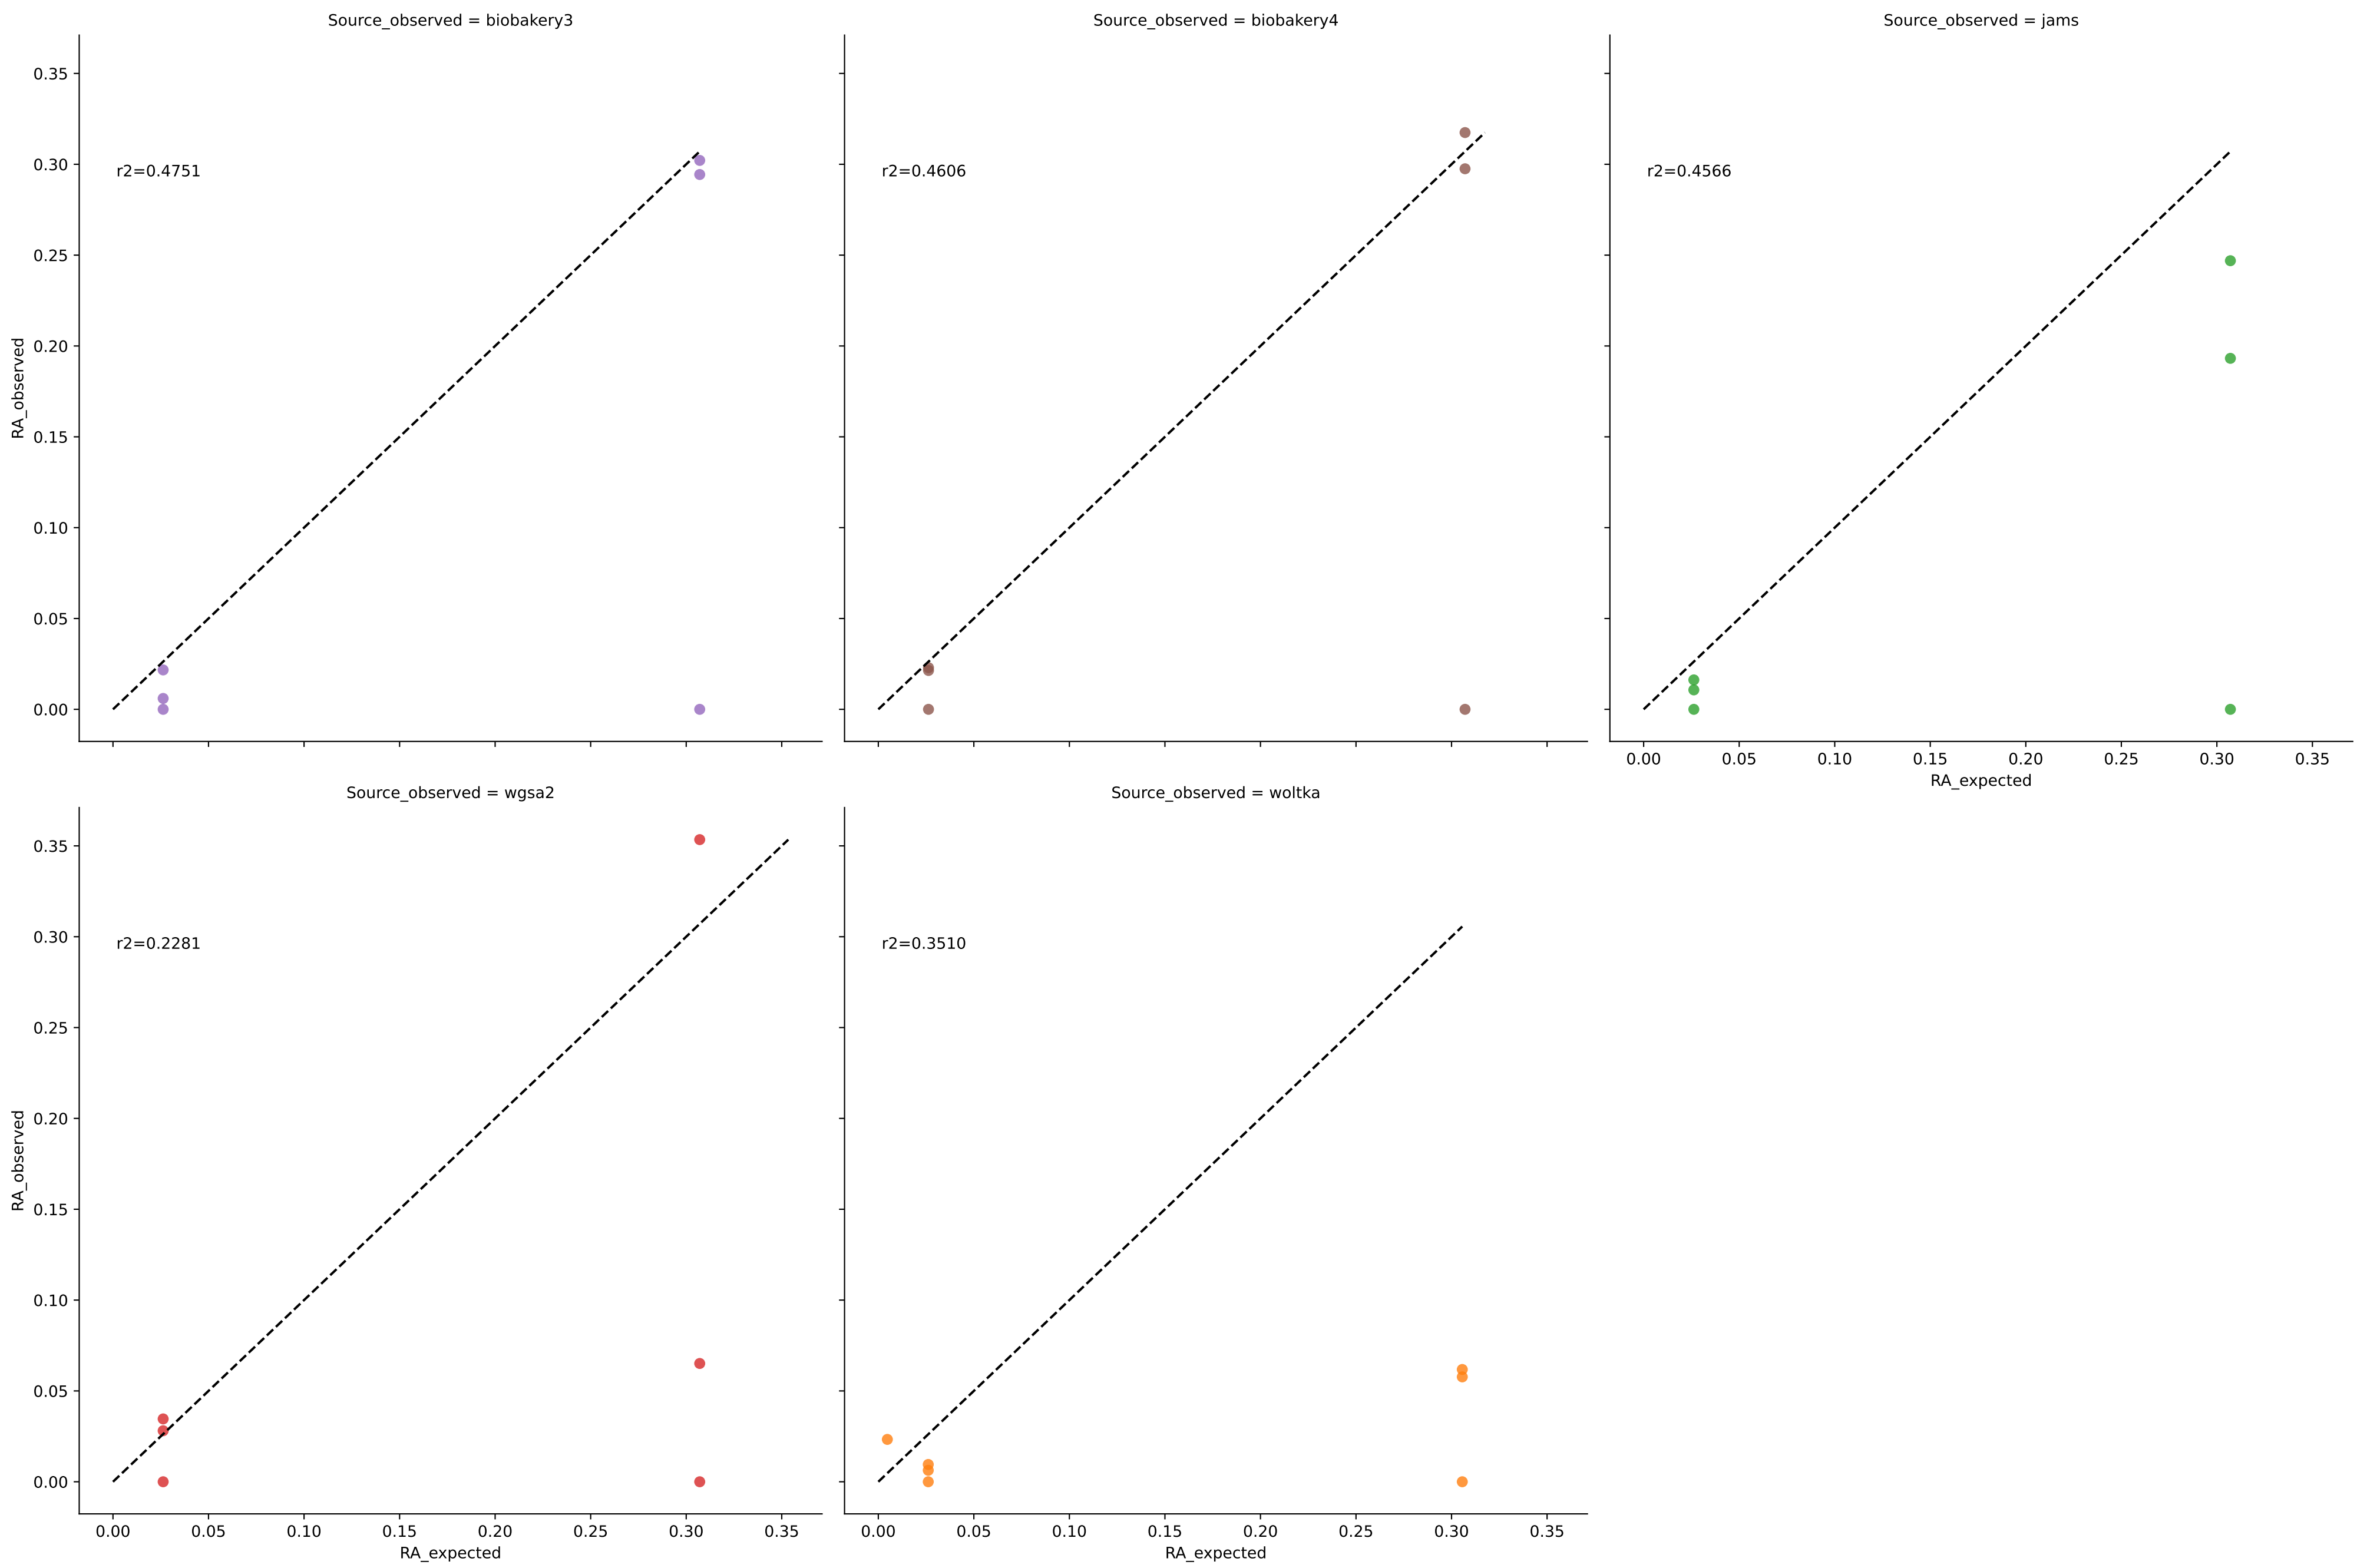 Source_observed = biobakery3
Source_observed = biobakery4
Source_observed = jams
0.35
0.30
0.25
0.20
0.15
0.10
0.05
0.00
RA_observed
r2=0.4751
r2=0.4606
r2=0.4566
0.00 0.05 0.10 0.15 0.20 0.25 0.30 0.35
RA_expected
Source_observed = wgsa2
Source_observed = woltka
0.35
0.30
0.25
0.20
0.15
0.10
0.05
0.00
RA_observed
r2=0.2281
r2=0.3510
0.00 0.05 0.10 0.15 0.20 0.25 0.30 0.35
0.00 0.05 0.10 0.15 0.20 0.25 0.30 0.35
RA_expected
RA_expected